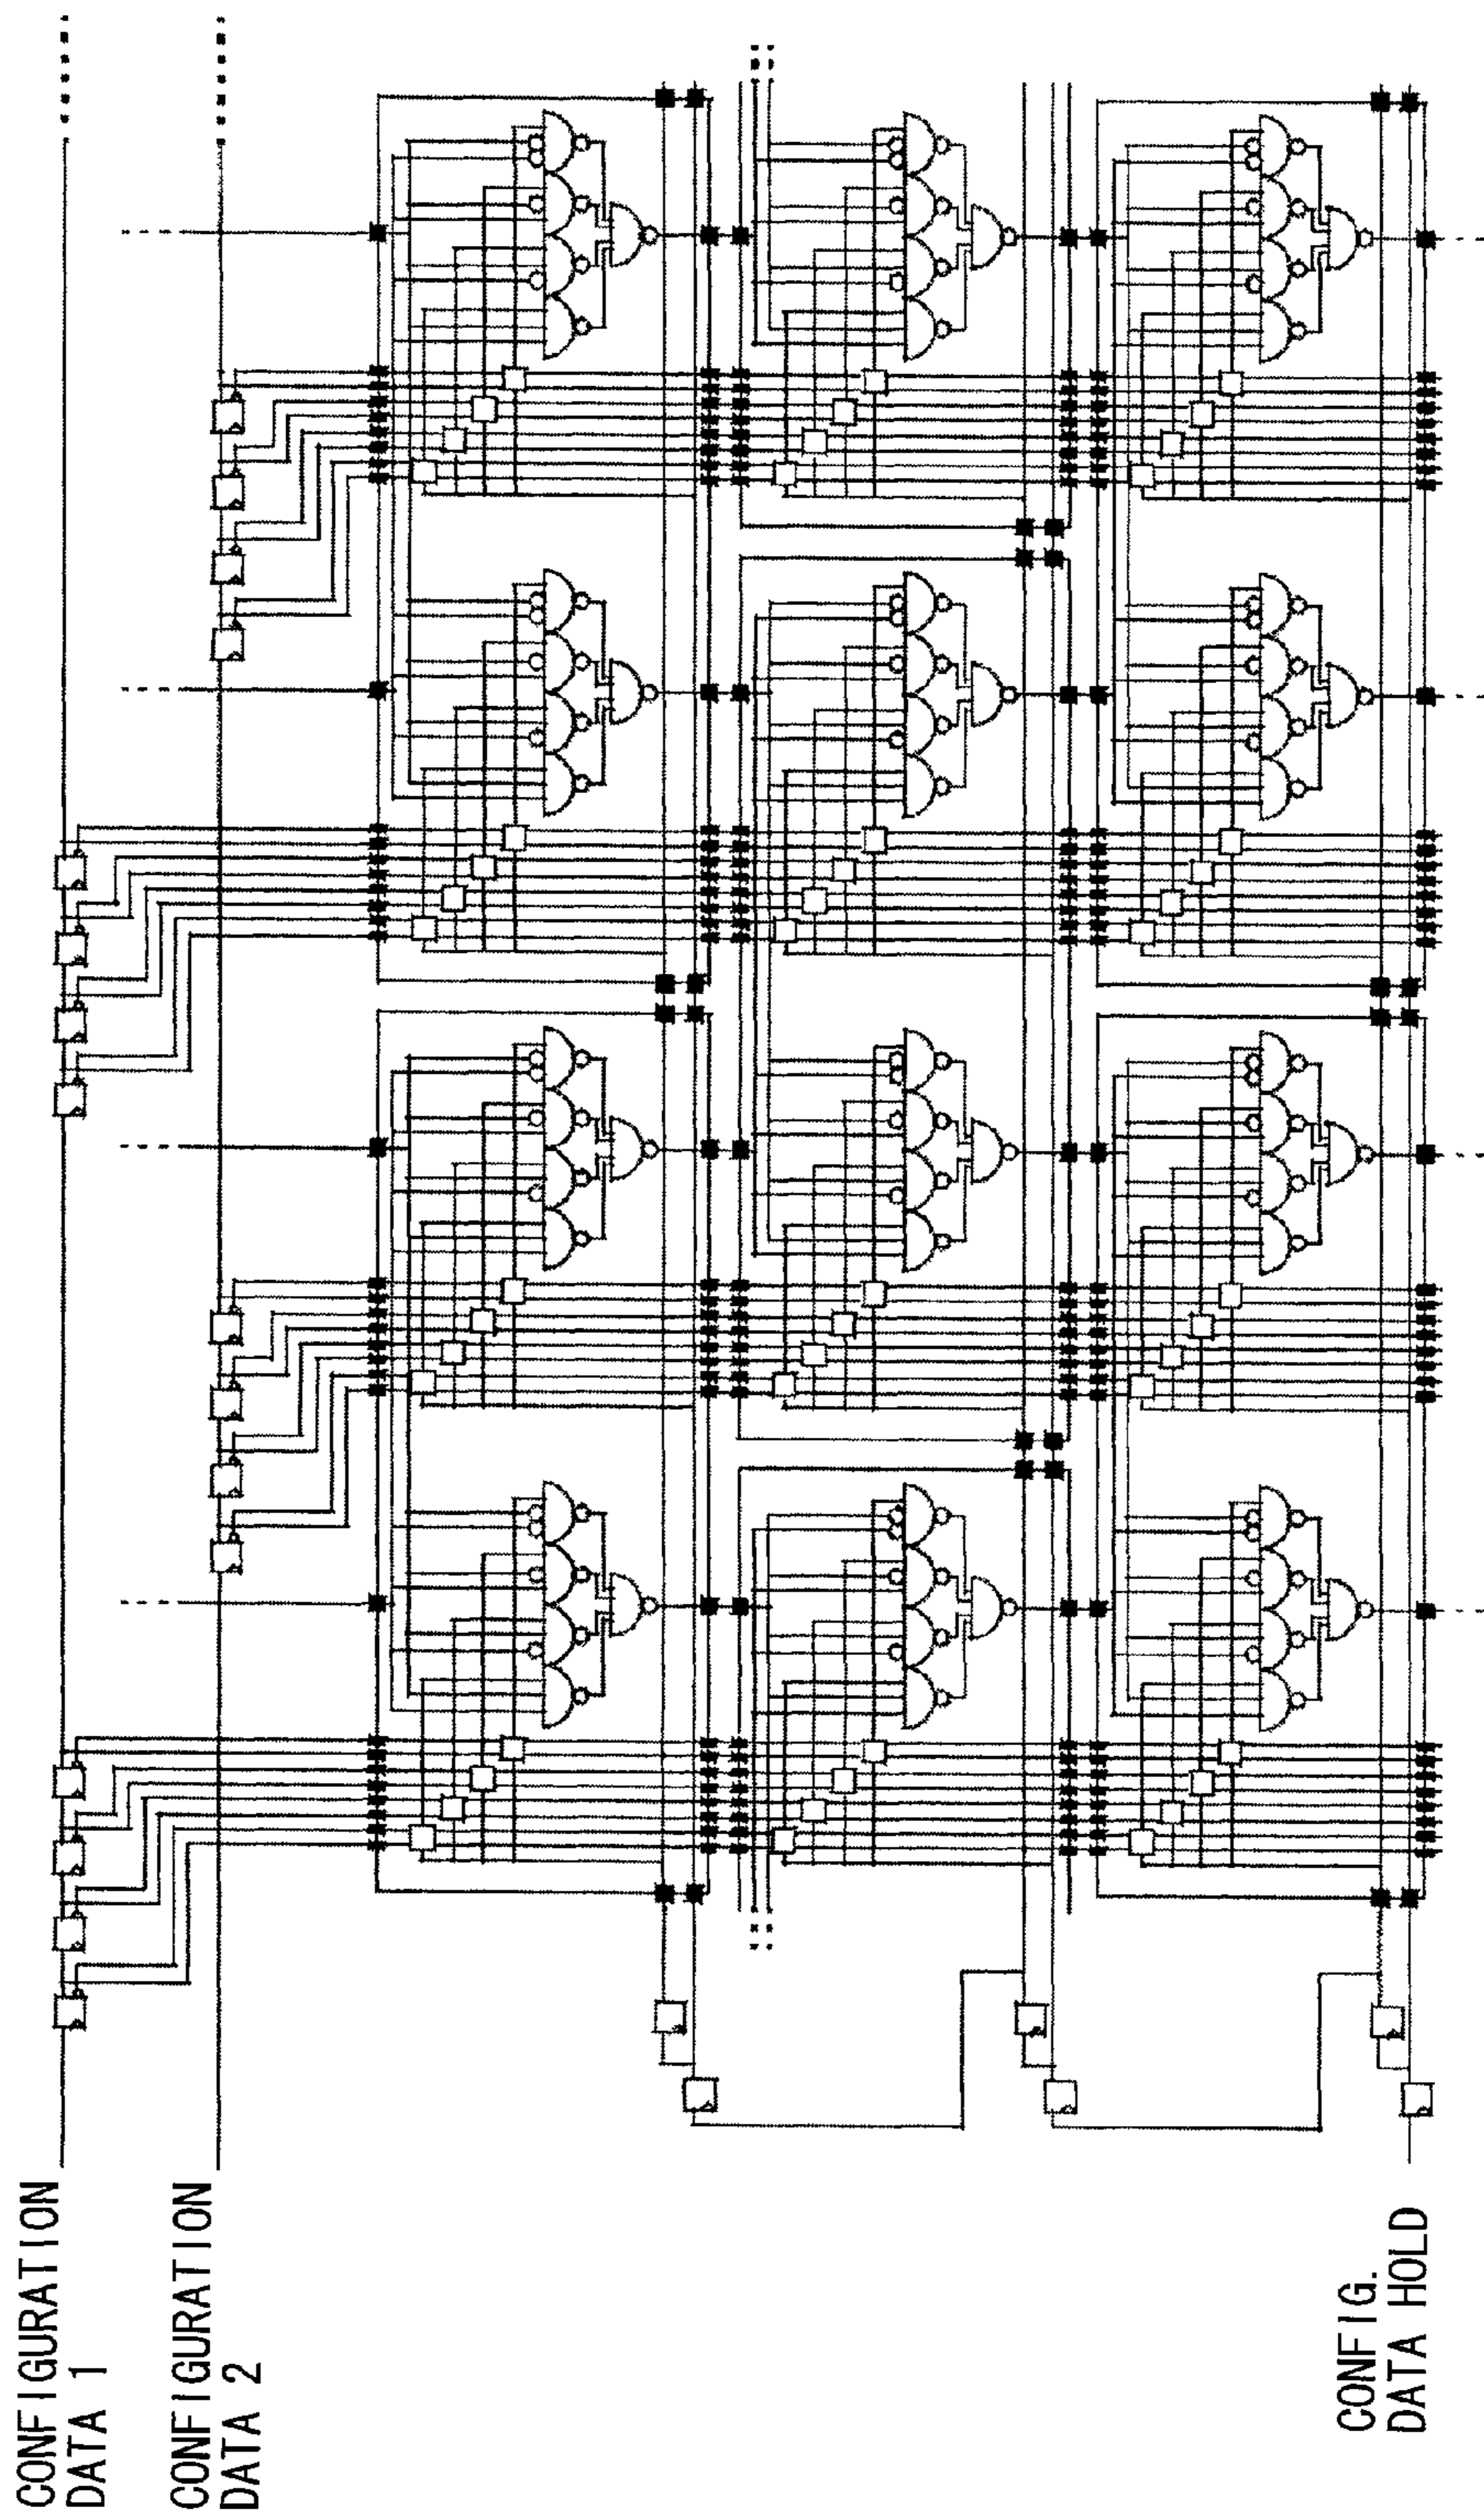 CONFIGURATION
DATA 1
CONFIGURATION
DATA 2
CONFIG.
DATA HOLD